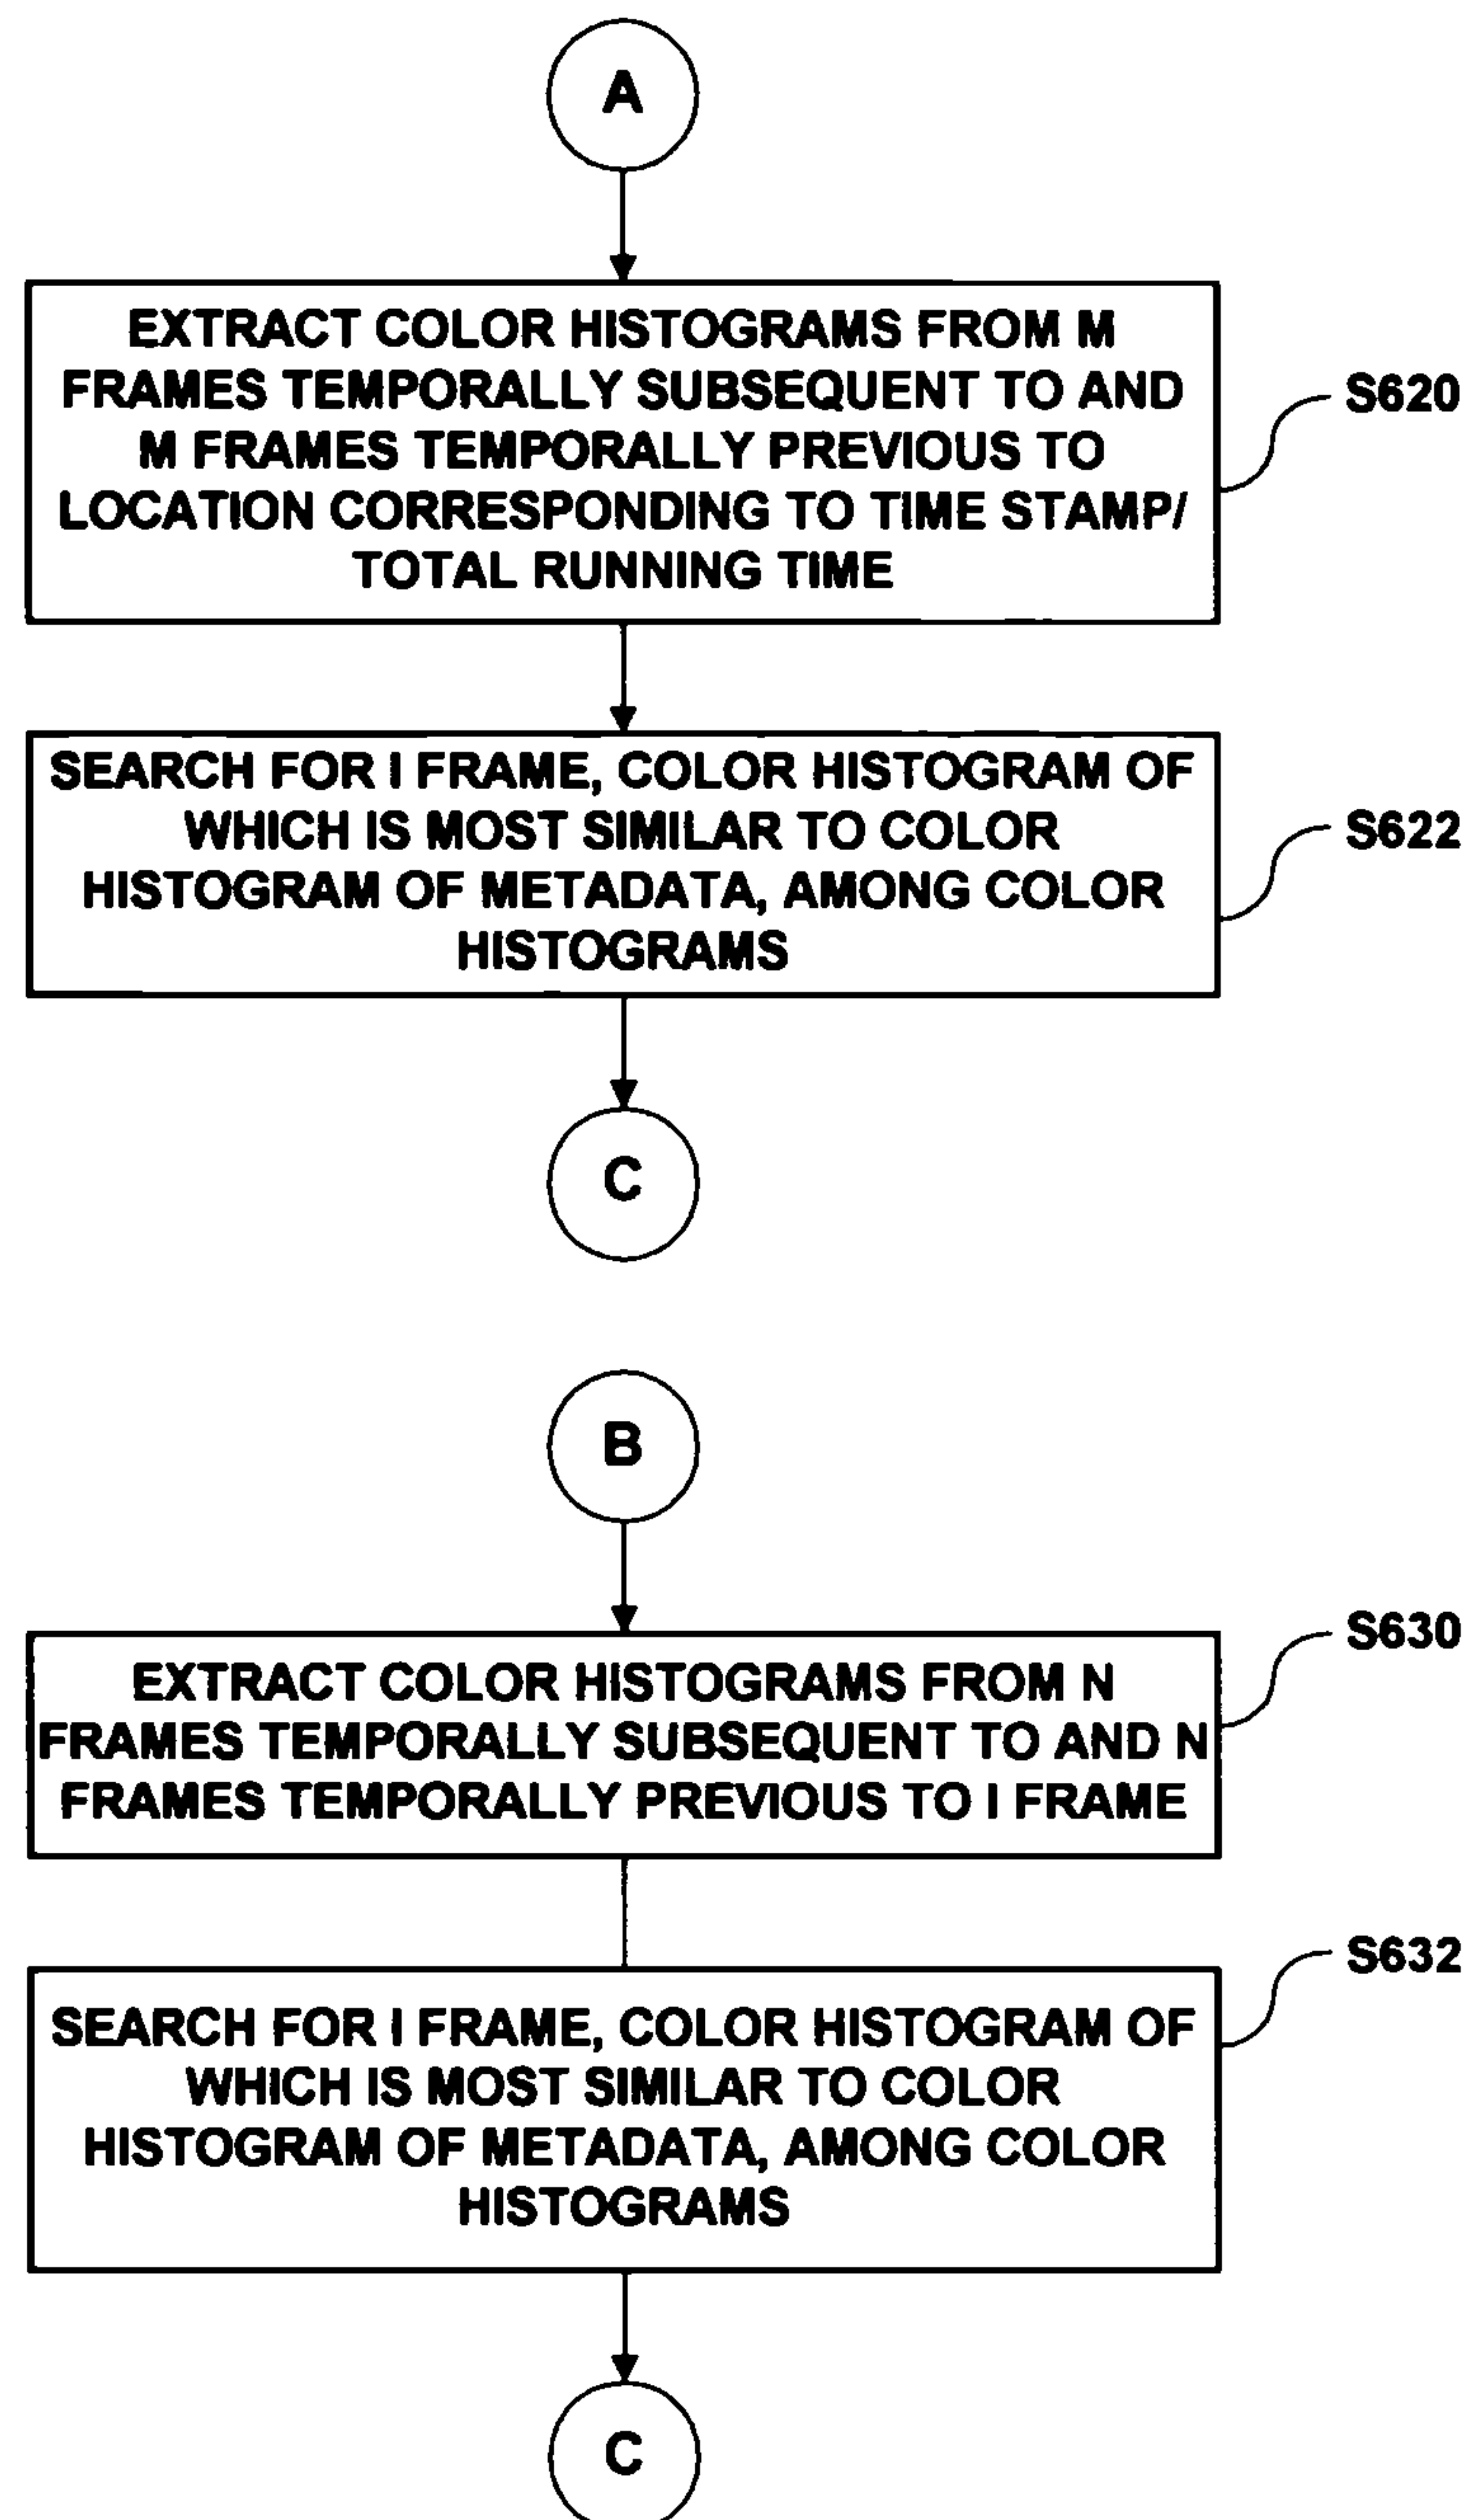 A
EXTRACT COLOR HISTOGRAMS FROM M
FRAMES TEMPORALLY SUBSEQUENT TO AND
M FRAMES TEMPORALLY PREVIOUS TO
LOCATION CORRESPONDING TO TIME STAMP/
TOTAL RUNNING TIME
S620
SEARCH FOR I FRAME, COLOR HISTOGRAM OF
WHICH IS MOST SIMILAR TO COLOR
HISTOGRAM OF METADATA, AMONG COLOR
HISTOGRAMS
S622
C
B
EXTRACT COLOR HISTOGRAMS FROM N
FRAMES TEMPORALLY SUBSEQUENT TO AND N
FRAMES TEMPORALLY PREVIOUS TO I FRAME
S630
SEARCH FOR I FRAME, COLOR HISTOGRAM OF
WHICH IS MOST SIMILAR TO COLOR
HISTOGRAM OF METADATA, AMONG COLOR
HISTOGRAMS
S632
C